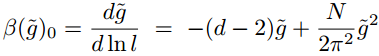 β(g̃)₀ = dg̃/(d ln l) = −(d − 2)g̃ + N/(2π²) g̃²